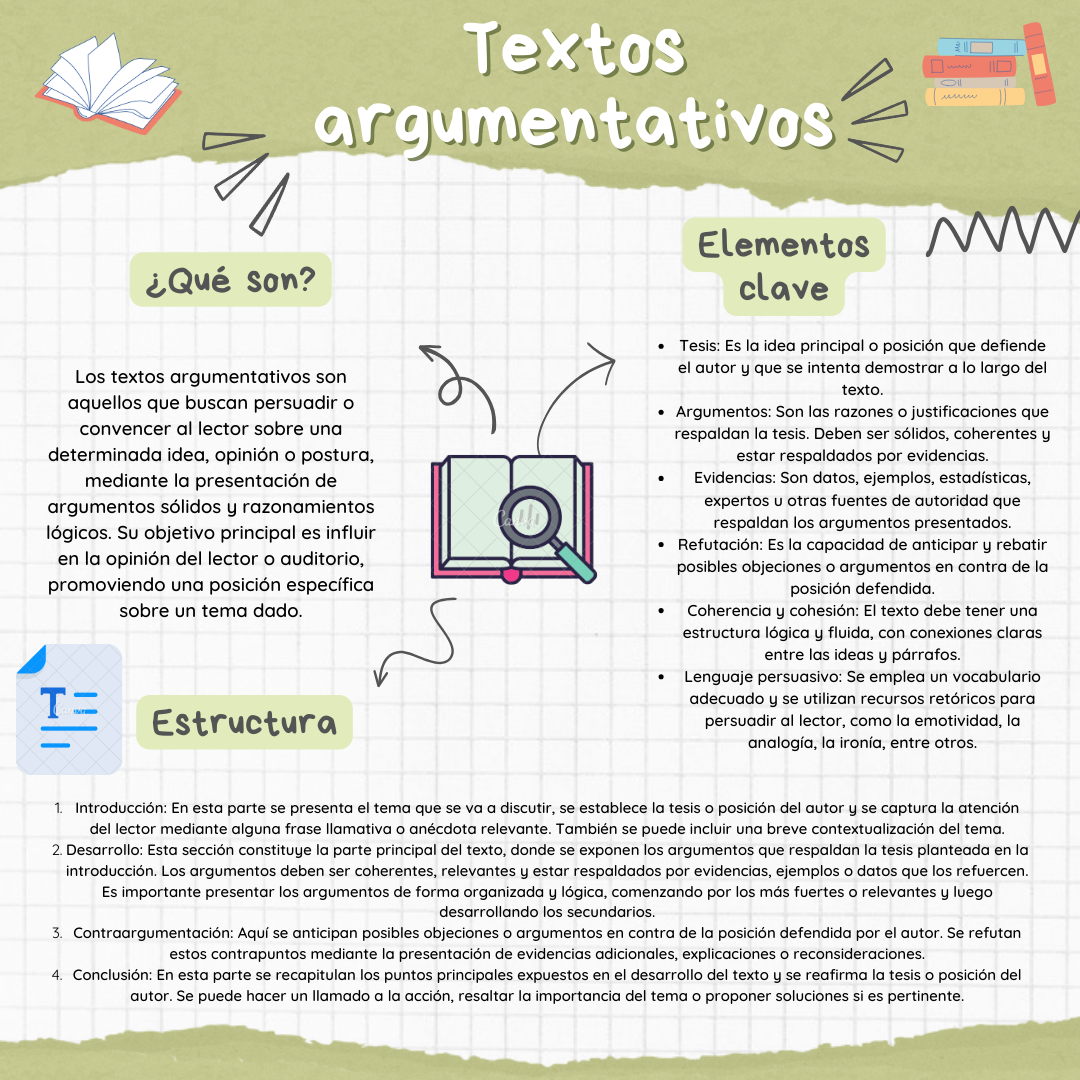 Textos
argumentativos
¿Qué son?
Los textos argumentativos son
aquellos que buscan persuadir o
convencer al lector sobre una
determinada idea, opinión o postura,
mediante la presentación de
argumentos sólidos y razonamientos
lógicos. Su objetivo principal es influir
en la opinión del lector o auditorio,
promoviendo una posición específica
sobre un tema dado.
Elementos
clave
• Tesis: Es la idea principal o posición que defiende
el autor y que se intenta demostrar a lo largo del
texto.
• Argumentos: Son las razones o justificaciones que
respaldan la tesis. Deben ser sólidos, coherentes y
estar respaldados por evidencias.
• Evidencias: Son datos, ejemplos, estadísticas,
expertos u otras fuentes de autoridad que
respaldan los argumentos presentados.
• Refutación: Es la capacidad de anticipar y rebatir
posibles objeciones o argumentos en contra de la
posición defendida.
• Coherencia y cohesión: El texto debe tener una
estructura lógica y fluida, con conexiones claras
entre las ideas y párrafos.
• Lenguaje persuasivo: Se emplea un vocabulario
adecuado y se utilizan recursos retóricos para
persuadir al lector, como la emotividad, la
analogía, la ironía, entre otros.
T
Estructura
1. Introducción: En esta parte se presenta el tema que se va a discutir, se establece la tesis o posición del autor y se captura la atención
del lector mediante alguna frase llamativa o anécdota relevante. También se puede incluir una breve contextualización del tema.
2. Desarrollo: Esta sección constituye la parte principal del texto, donde se exponen los argumentos que respaldan la tesis planteada en la
introducción. Los argumentos deben ser coherentes, relevantes y estar respaldados por evidencias, ejemplos o datos que los refuercen.
Es importante presentar los argumentos de forma organizada y lógica, comenzando por los más fuertes o relevantes y luego
desarrollando los secundarios.
3. Contraargumentación: Aquí se anticipan posibles objeciones o argumentos en contra de la posición defendida por el autor. Se refutan
estos contrapuntos mediante la presentación de evidencias adicionales, explicaciones o reconsideraciones.
4. Conclusión: En esta parte se recapitulan los puntos principales expuestos en el desarrollo del texto y se reafirma la tesis o posición del
autor. Se puede hacer un llamado a la acción, resaltar la importancia del tema o proponer soluciones si es pertinente.